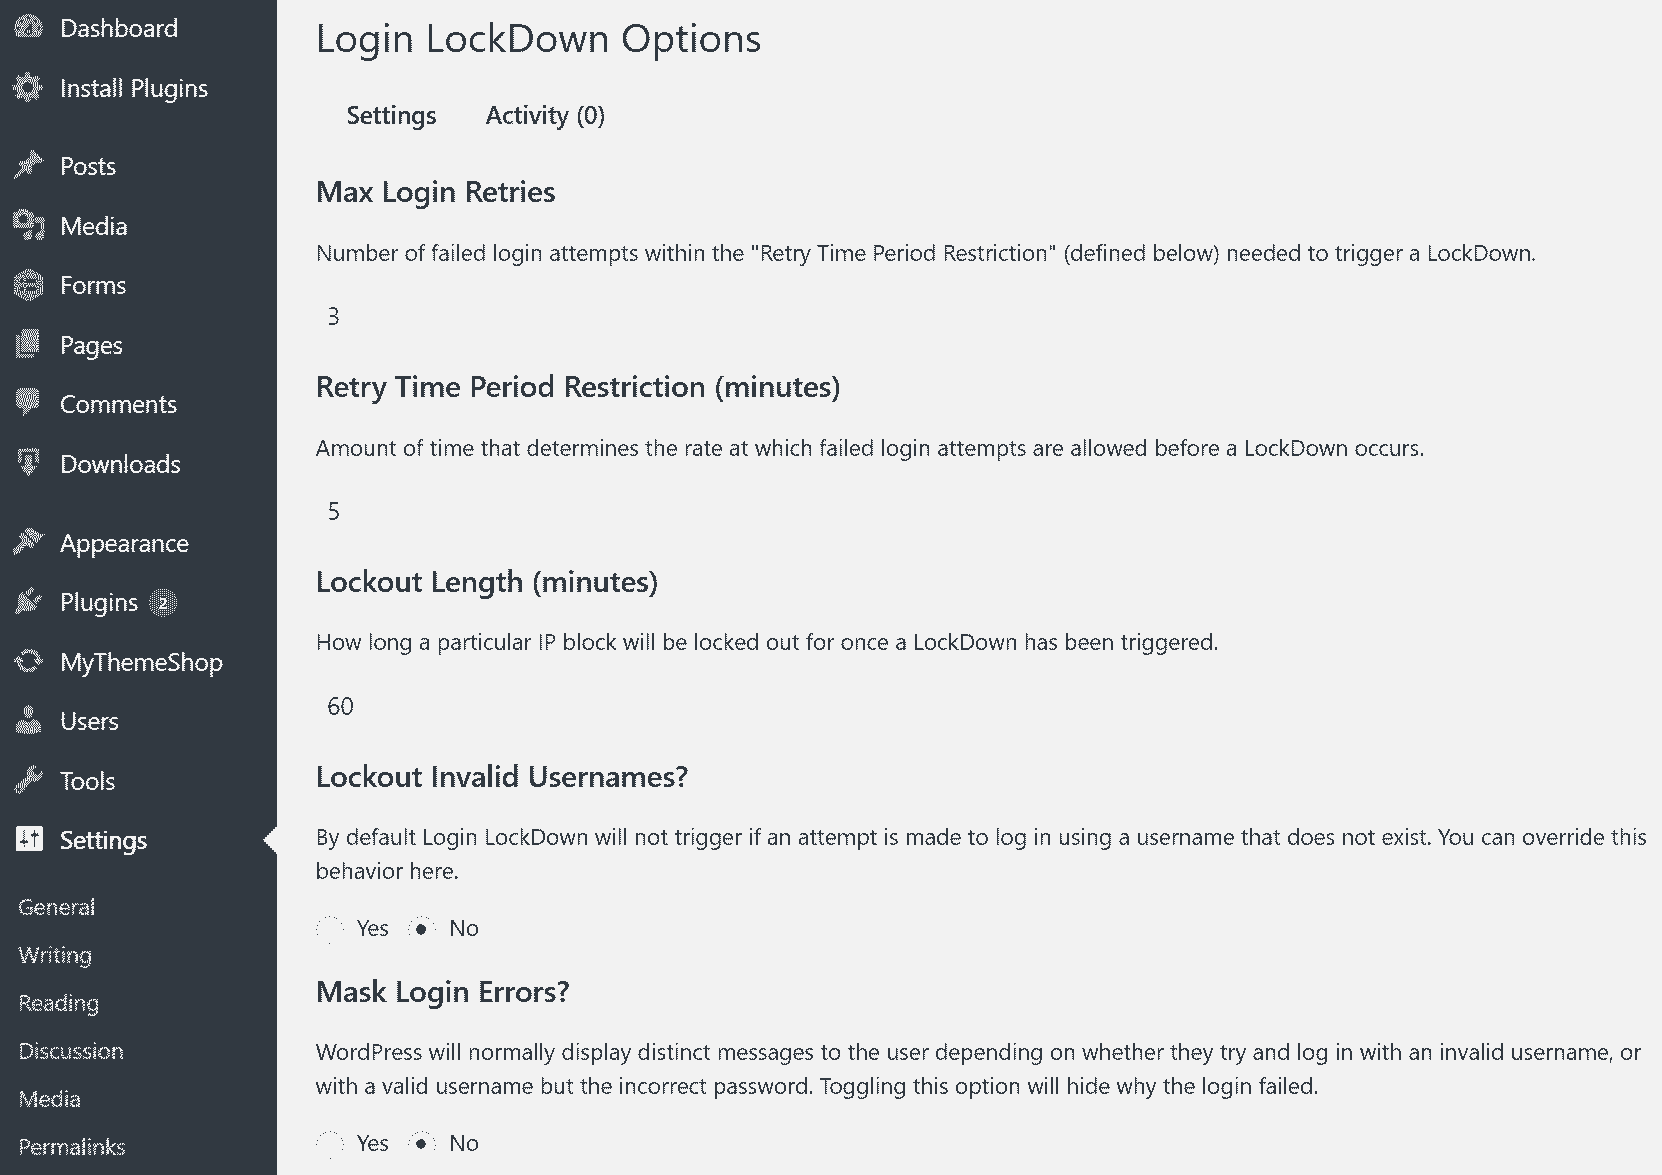 Dashboard
Install Plugins
Posts
Media
Forms
Pages
Comments
Downloads
Appearance
Plugins 2
MyThemeShop
Users
Tools
Settings
General
Writing
Reading
Discussion
Media
Permalinks
Login LockDown Options
Settings Activity (0)
Max Login Retries
Number of failed login attempts within the "Retry Time Period Restriction" (defined below) needed to trigger a LockDown.
3
Retry Time Period Restriction (minutes)
Amount of time that determines the rate at which failed login attempts are allowed before a LockDown occurs.
5
Lockout Length (minutes)
How long a particular IP block will be locked out for once a LockDown has been triggered.
60
Lockout Invalid Usernames?
By default Login LockDown will not trigger if an attempt is made to log in using a username that does not exist. You can override this
behavior here.
Yes No
Mask Login Errors?
WordPress will normally display distinct messages to the user depending on whether they try and log in with an invalid username, or
with a valid username but the incorrect password. Toggling this option will hide why the login failed.
Yes No